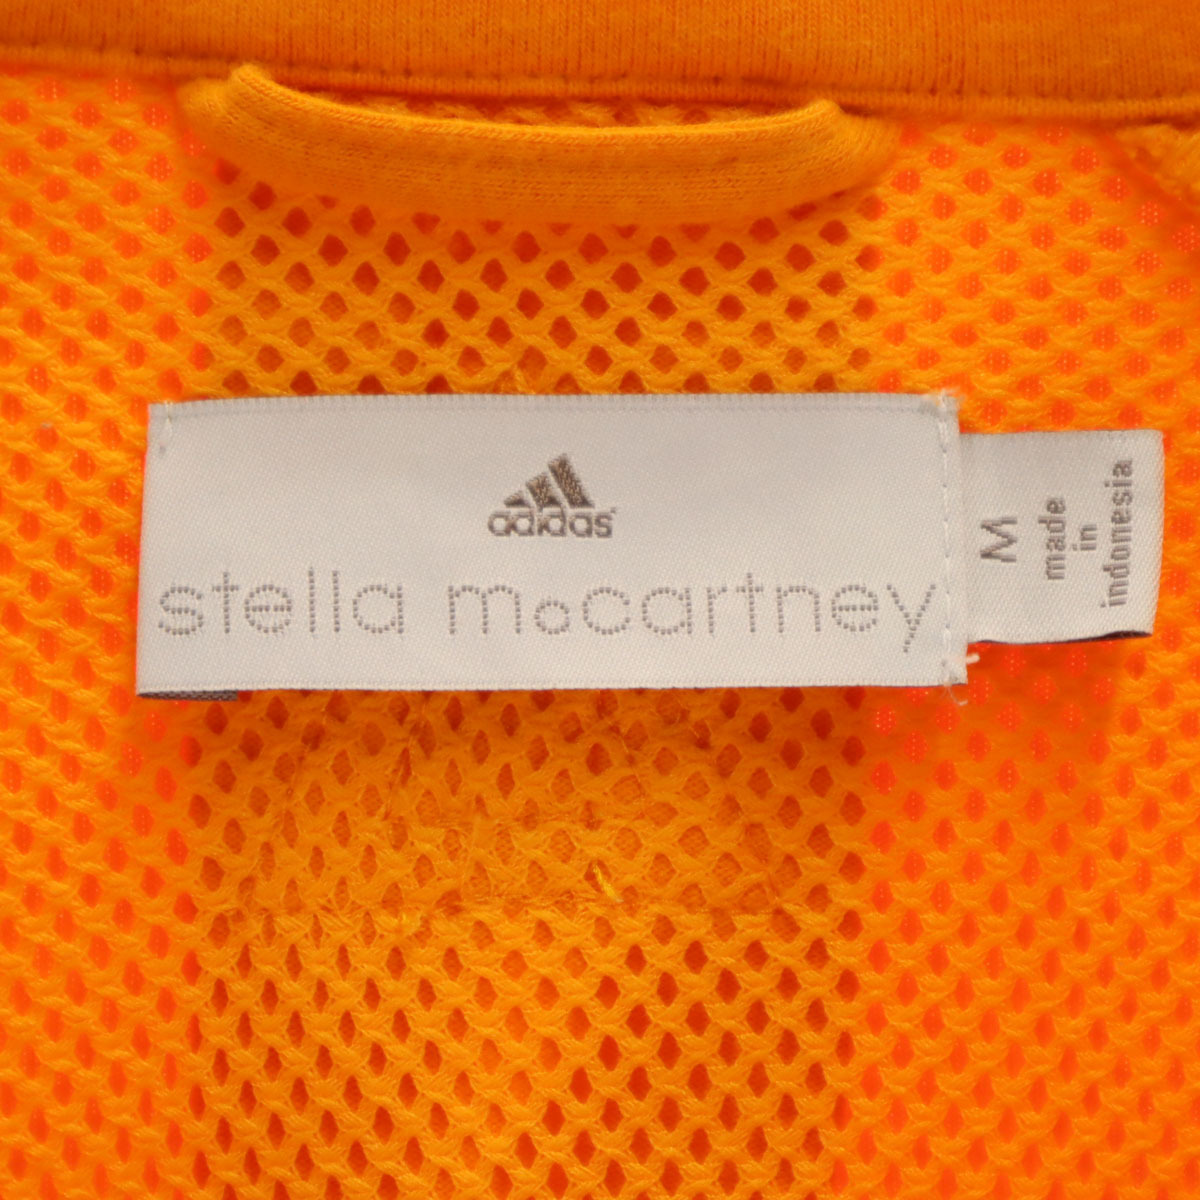 adidas
stella mccartney
M
made
in
indonesia